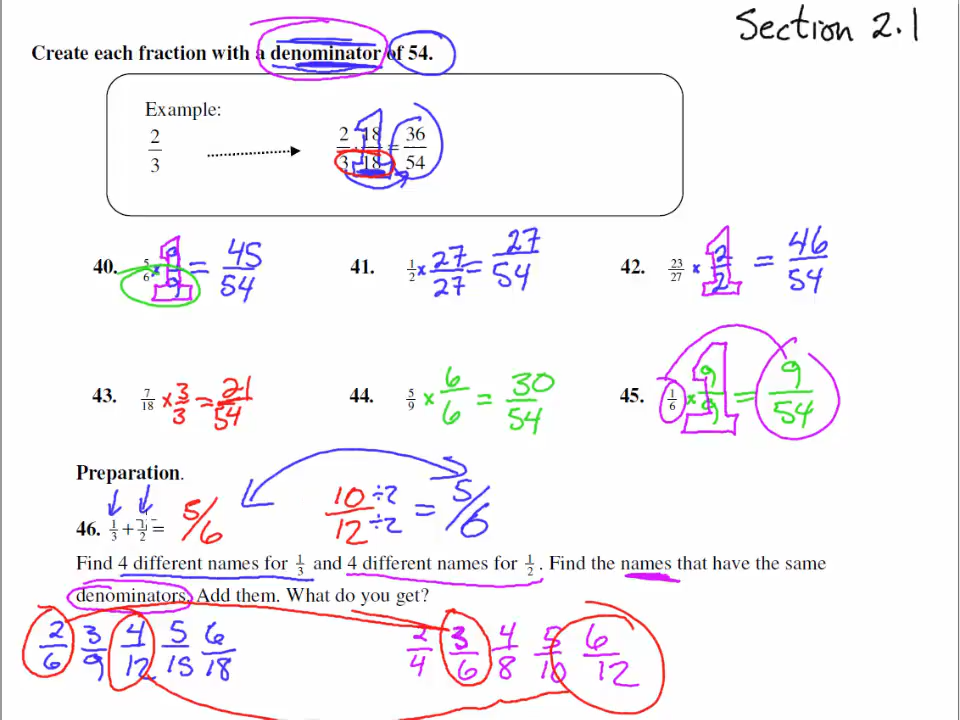 Section 2.1
Create each fraction with a denominator of 54.
Example:
2/3 2/3 · 18/18 = 36/54
1
40. 5/6 × 9/9 = 45/54 41. 1/2 × 27/27 = 27/54 42. 23/27 × 2/2 = 46/54
1 1
43. 7/18 × 3/3 = 21/54 44. 5/9 × 6/6 = 30/54 45. 1/6 × 9/9 = 9/54
1
Preparation.
46. 1/3 + 1/2 = 5/6 10/12 ÷2/÷2 = 5/6
Find 4 different names for 1/3 and 4 different names for 1/2. Find the names that have the same
denominators. Add them. What do you get?
2/6 3/9 4/12 5/15 6/18 2/4 3/6 4/8 5/10 6/12